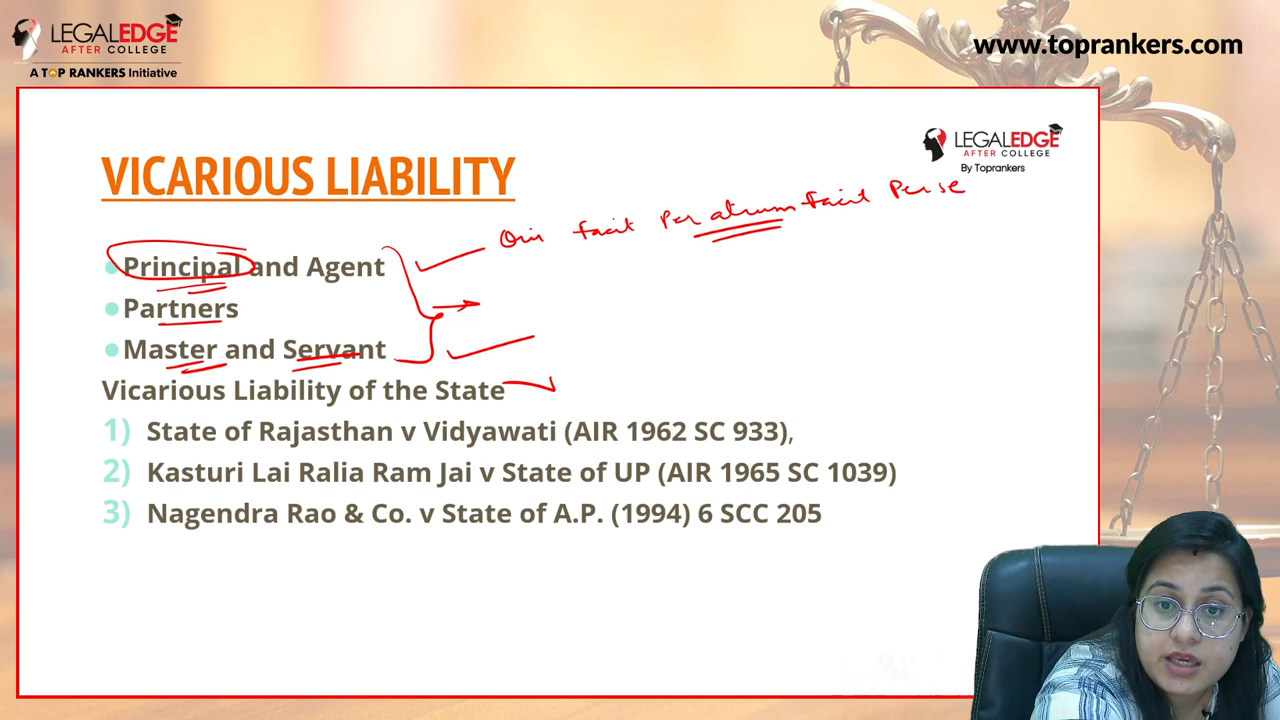 LEGALEDGE
AFTER COLLEGE
A TOP RANKERS Initiative
www.toprankers.com
LEGALEDGE
AFTER COLLEGE
By Toprankers
VICARIOUS LIABILITY
Qui facit Per alrum facit Per se
• Principal and Agent
• Partners
• Master and Servant
Vicarious Liability of the State
1) State of Rajasthan v Vidyawati (AIR 1962 SC 933),
2) Kasturi Lai Ralia Ram Jai v State of UP (AIR 1965 SC 1039)
3) Nagendra Rao & Co. v State of A.P. (1994) 6 SCC 205